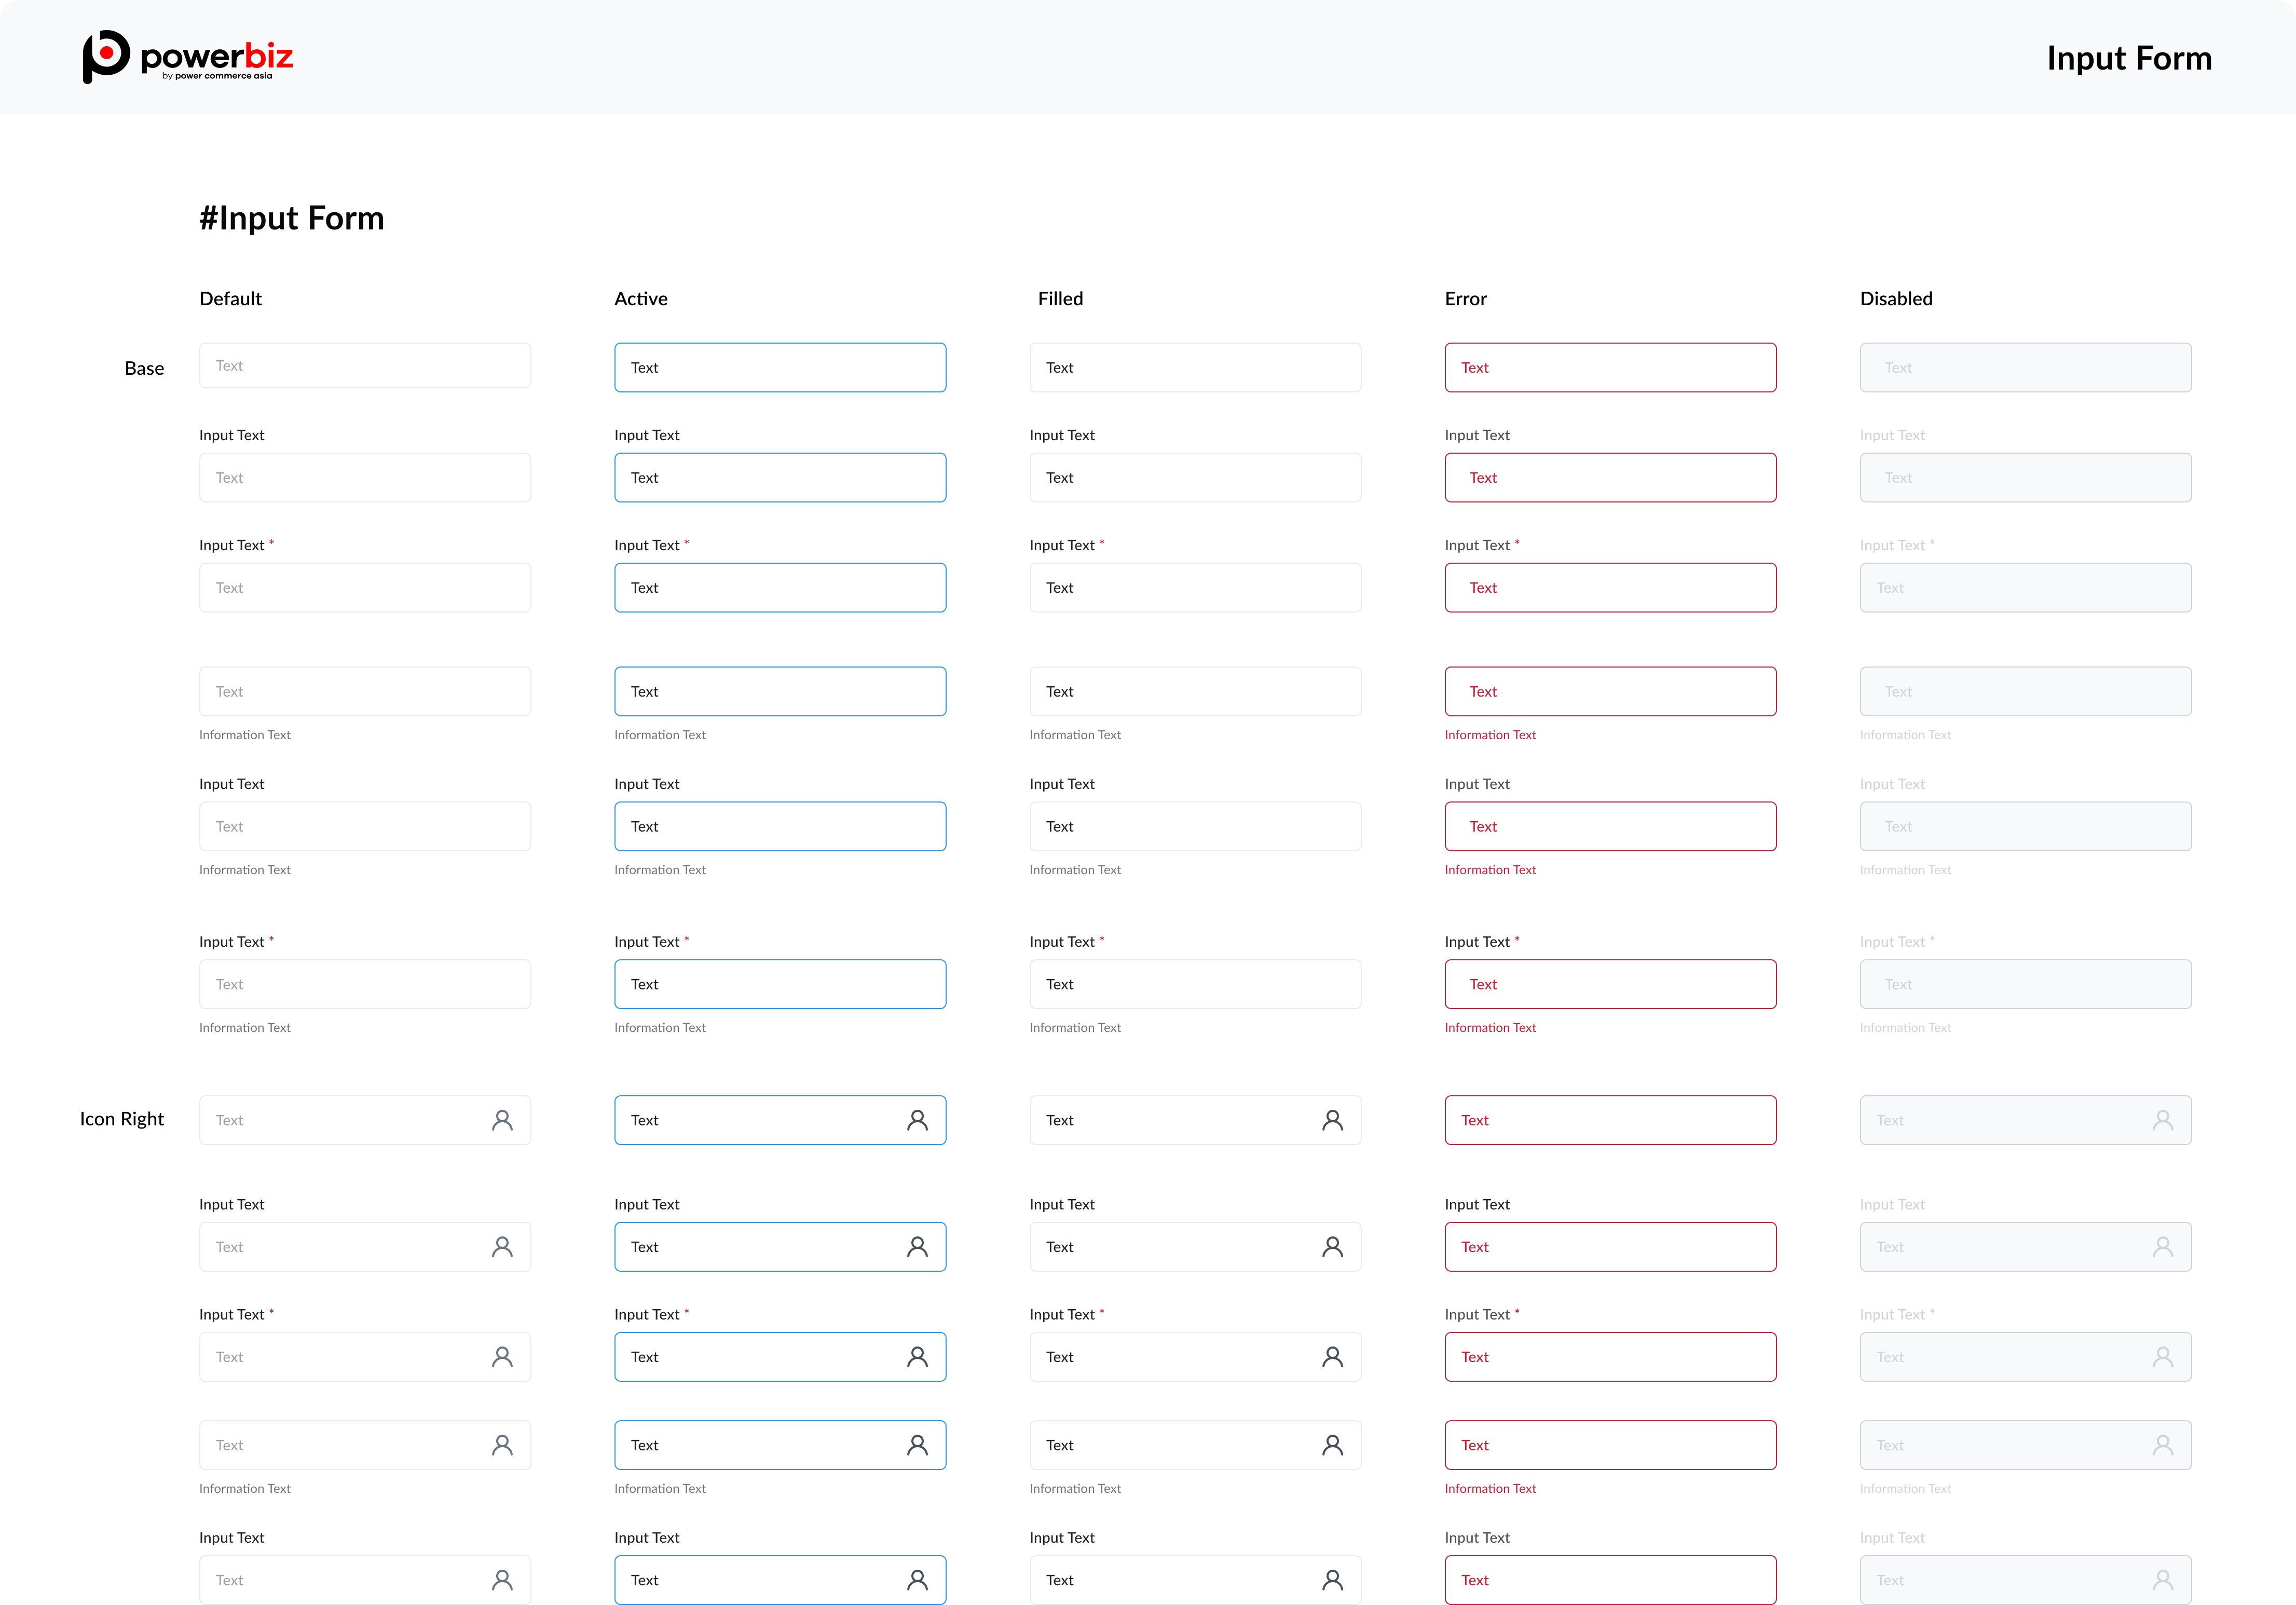 powerbiz
by power commerce asia
Input Form
#Input Form
Default Active Filled Error Disabled
Base Text Text Text Text Text
Input Text Input Text Input Text Input Text Input Text
Text Text Text Text Text
Input Text * Input Text * Input Text * Input Text * Input Text *
Text Text Text Text Text
Text Text Text Text Text
Information Text Information Text Information Text Information Text Information Text
Input Text Input Text Input Text Input Text Input Text
Text Text Text Text Text
Information Text Information Text Information Text Information Text Information Text
Input Text * Input Text * Input Text * Input Text * Input Text *
Text Text Text Text Text
Information Text Information Text Information Text Information Text Information Text
Icon Right Text Text Text Text Text
Input Text Input Text Input Text Input Text Input Text
Text Text Text Text Text
Input Text * Input Text * Input Text * Input Text * Input Text *
Text Text Text Text Text
Text Text Text Text Text
Information Text Information Text Information Text Information Text Information Text
Input Text Input Text Input Text Input Text Input Text
Text Text Text Text Text